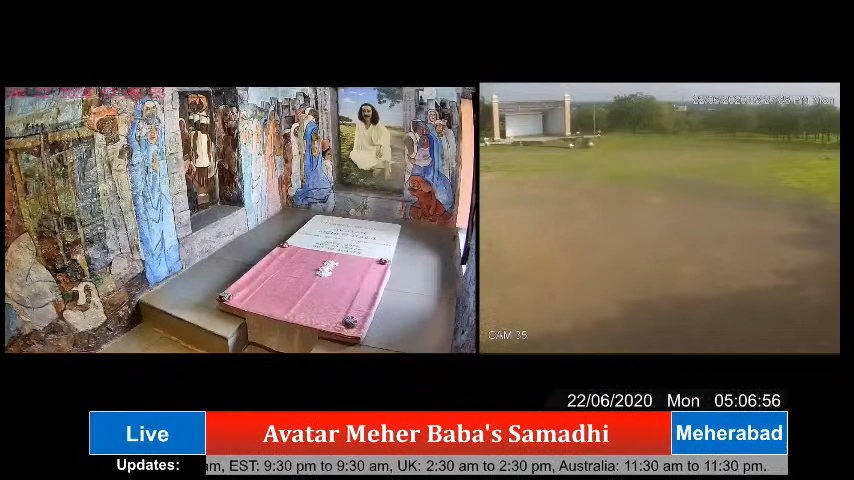 CAM 35
22/06/2020 Mon 05:06:56
Live
Avatar Meher Baba's Samadhi
Meherabad
Updates:
am, EST: 9:30 pm to 9:30 am, UK: 2:30 am to 2:30 pm, Australia: 11:30 am to 11:30 pm.